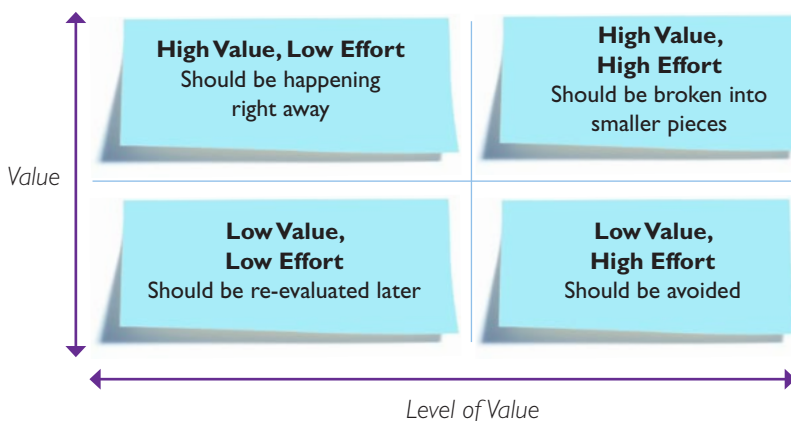 High Value, Low Effort
Should be happening
right away
High Value,
High Effort
Should be broken into
smaller pieces
Value
Low Value,
Low Effort
Should be re-evaluated later
Low Value,
High Effort
Should be avoided
Level of Value